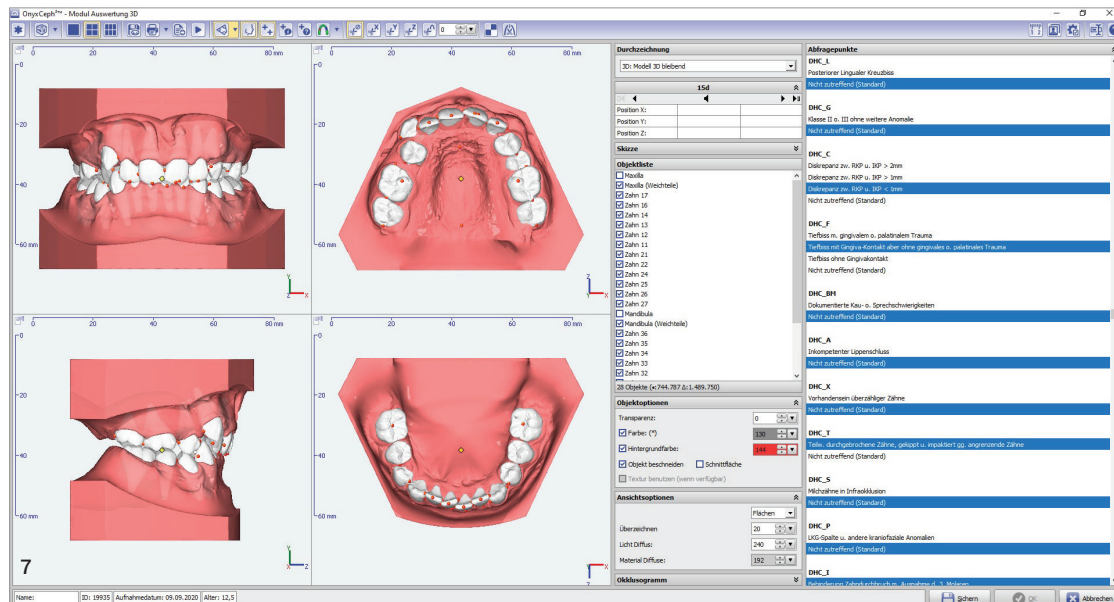 OnyxCeph³™ - Modul Auswertung 3D
0
0 20 40 60 80 mm
0
20
40
60 mm
Y
Z X
0 20 40 60 80 mm
0
20
40
60 mm
Z
Y X
0 20 40 60 80 mm
0
20
40
60 mm
Y
X Z
7
0 20 40 60 80 mm
0
20
40
60 mm
Y X
Z
Durchzeichnung
3D: Modell 3D bleibend
15d
Position X:
Position Y:
Position Z:
Skizze
Objektliste
Maxilla
Maxilla (Weichteile)
Zahn 17
Zahn 16
Zahn 14
Zahn 13
Zahn 12
Zahn 11
Zahn 21
Zahn 22
Zahn 24
Zahn 25
Zahn 26
Zahn 27
Mandibula
Mandibula (Weichteile)
Zahn 36
Zahn 35
Zahn 34
Zahn 33
Zahn 32
28 Objekte (•:744.787 Δ:1.489.750)
Objektoptionen
Transparenz: 0
Farbe: (*) 130
Hintergrundfarbe: 144
Objekt beschneiden Schnittfläche
Textur benutzen (wenn verfügbar)
Ansichtsoptionen
Flächen
Überzeichnen 20
Licht Diffus: 240
Material Diffuse: 192
Okklusogramm
Abfragepunkte
DHC_L
Posteriorer Lingualer Kreuzbiss
Nicht zutreffend (Standard)
DHC_G
Klasse II o. III ohne weitere Anomalie
Nicht zutreffend (Standard)
DHC_C
Diskrepanz zw. RKP u. IKP > 2mm
Diskrepanz zw. RKP u. IKP > 1mm
Diskrepanz zw. RKP u. IKP < 1mm
Nicht zutreffend (Standard)
DHC_F
Tiefbiss m. gingivalem o. palatinalem Trauma
Tiefbiss mit Gingiva-Kontakt aber ohne gingivales o. palatinales Trauma
Tiefbiss ohne Gingivakontakt
Nicht zutreffend (Standard)
DHC_BM
Dokumentierte Kau- o. Sprechschwierigkeiten
Nicht zutreffend (Standard)
DHC_A
Inkompetenter Lippenschluss
Nicht zutreffend (Standard)
DHC_X
Vorhandensein überzähliger Zähne
Nicht zutreffend (Standard)
DHC_T
Teilw. durchgebrochene Zähne, gekippt u. impaktiert gg. angrenzende Zähne
Nicht zutreffend (Standard)
DHC_S
Milchzähne in Infraokklusion
Nicht zutreffend (Standard)
DHC_P
LKG-Spalte u. andere kraniofaziale Anomalien
Nicht zutreffend (Standard)
DHC_I
Behinderung Zahndurchbruch m. Ausnahme d. 3. Molaren
Name: ID: 19935 Aufnahmedatum: 09.09.2020 Alter: 12,5
Sichern OK Abbrechen